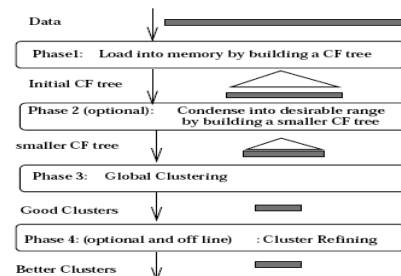 Data
Phase1: Load into memory by building a CF tree
Initial CF tree
Phase 2 (optional): Condense into desirable range
by building a smaller CF tree
smaller CF tree
Phase 3: Global Clustering
Good Clusters
Phase 4: (optional and off line) : Cluster Refining
Better Clusters